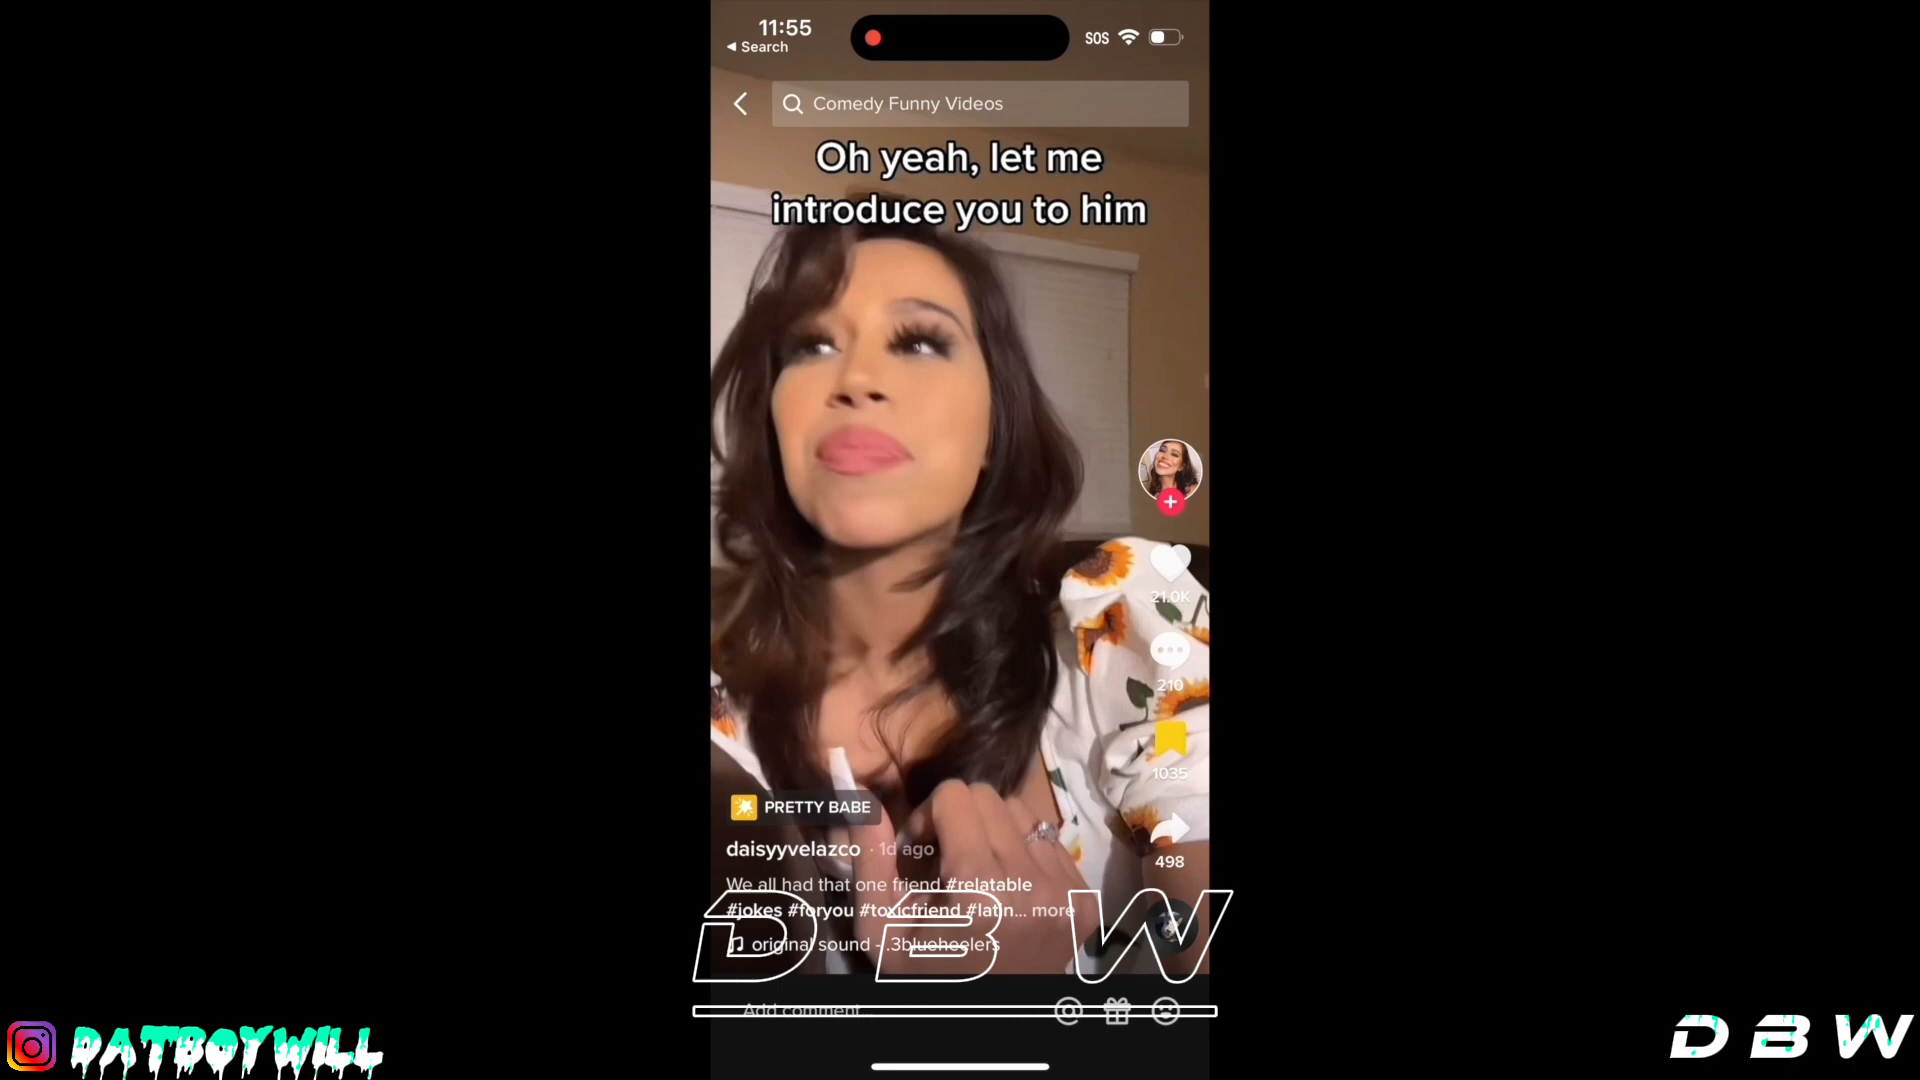 11:55
SOS
Search
Comedy Funny Videos
Oh yeah, let me
introduce you to him
21.0K
210
1035
PRETTY BABE
daisyyvelazco · 1d ago
498
We all had that one friend #relatable
#jokes #foryou #toxicfriend #latin... more
original sound - .3blueheelers
DBW
Add comment...
DATBOYWILL
DBW